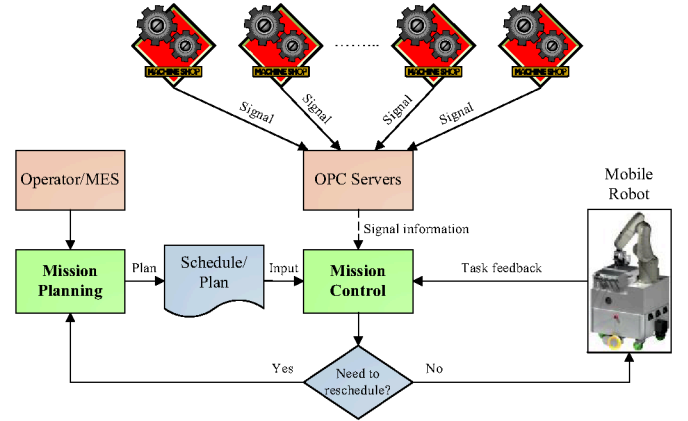 MACHINE SHOP
MACHINE SHOP
MACHINE SHOP
MACHINE SHOP
Signal
Signal
Signal
Signal
Operator/MES
OPC Servers
Mobile
Robot
Signal information
Mission
Planning
Plan
Schedule/
Plan
Input
Mission
Control
Task feedback
Yes
Need to
reschedule?
No